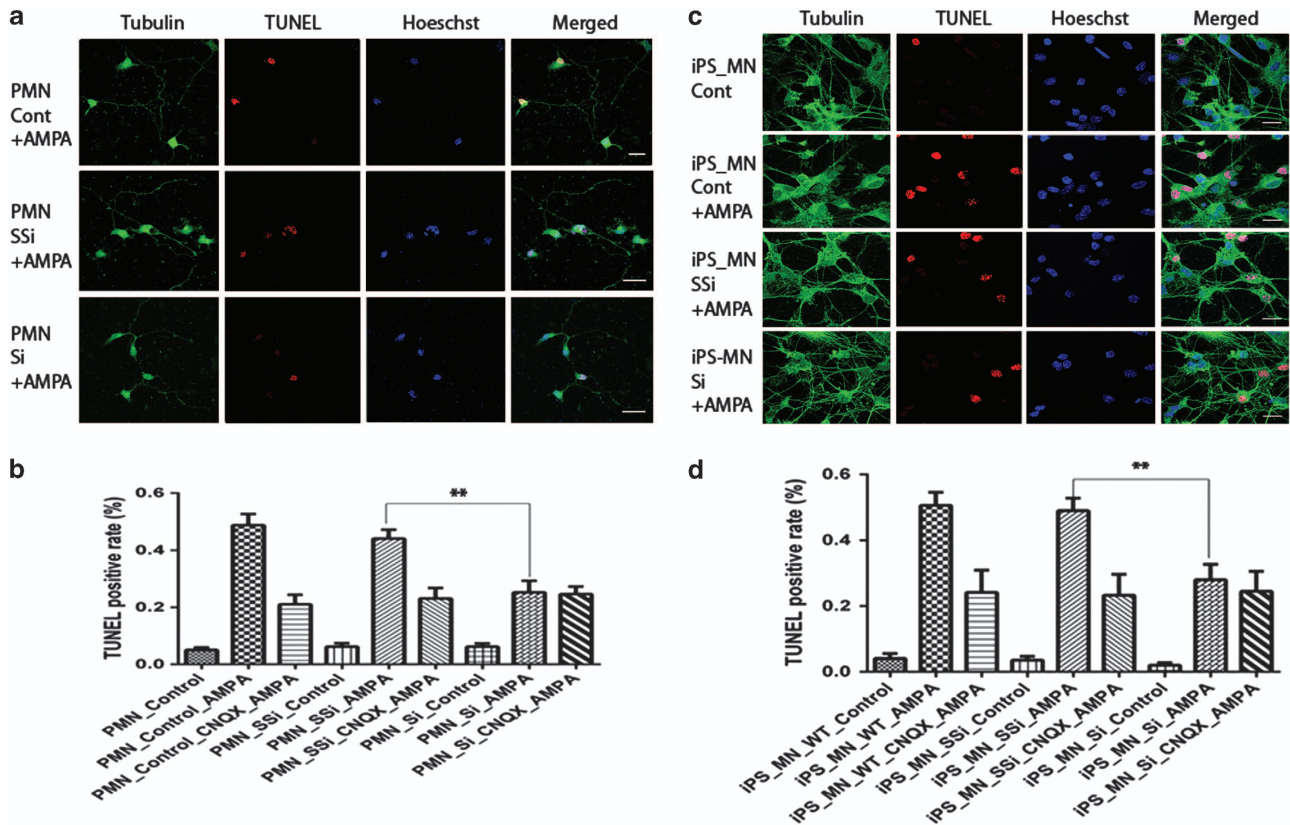 a
Tubulin TUNEL Hoeschst Merged
PMN
Cont
+AMPA
PMN
SSi
+AMPA
PMN
Si
+AMPA
b
TUNEL positive rate (%)
0.6
0.4
0.2
0.0
**
PMN_Control
PMN_Control_AMPA
PMN_Control_CNQX_AMPA
PMN_SSi_Control
PMN_SSi_AMPA
PMN_SSi_CNQX_AMPA
PMN_Si_Control
PMN_Si_AMPA
PMN_Si_CNQX_AMPA
c
Tubulin TUNEL Hoeschst Merged
iPS_MN
Cont
iPS_MN
Cont
+AMPA
iPS_MN
SSi
+AMPA
iPS-MN
Si
+AMPA
d
TUNEL positive rate (%)
0.6
0.4
0.2
0.0
**
iPS_MN_WT_Control
iPS_MN_WT_AMPA
iPS_MN_WT_CNQX_AMPA
iPS_MN_SSi_Control
iPS_MN_SSi_AMPA
iPS_MN_SSi_CNQX_AMPA
iPS_MN_Si_Control
iPS_MN_Si_AMPA
iPS_MN_Si_CNQX_AMPA